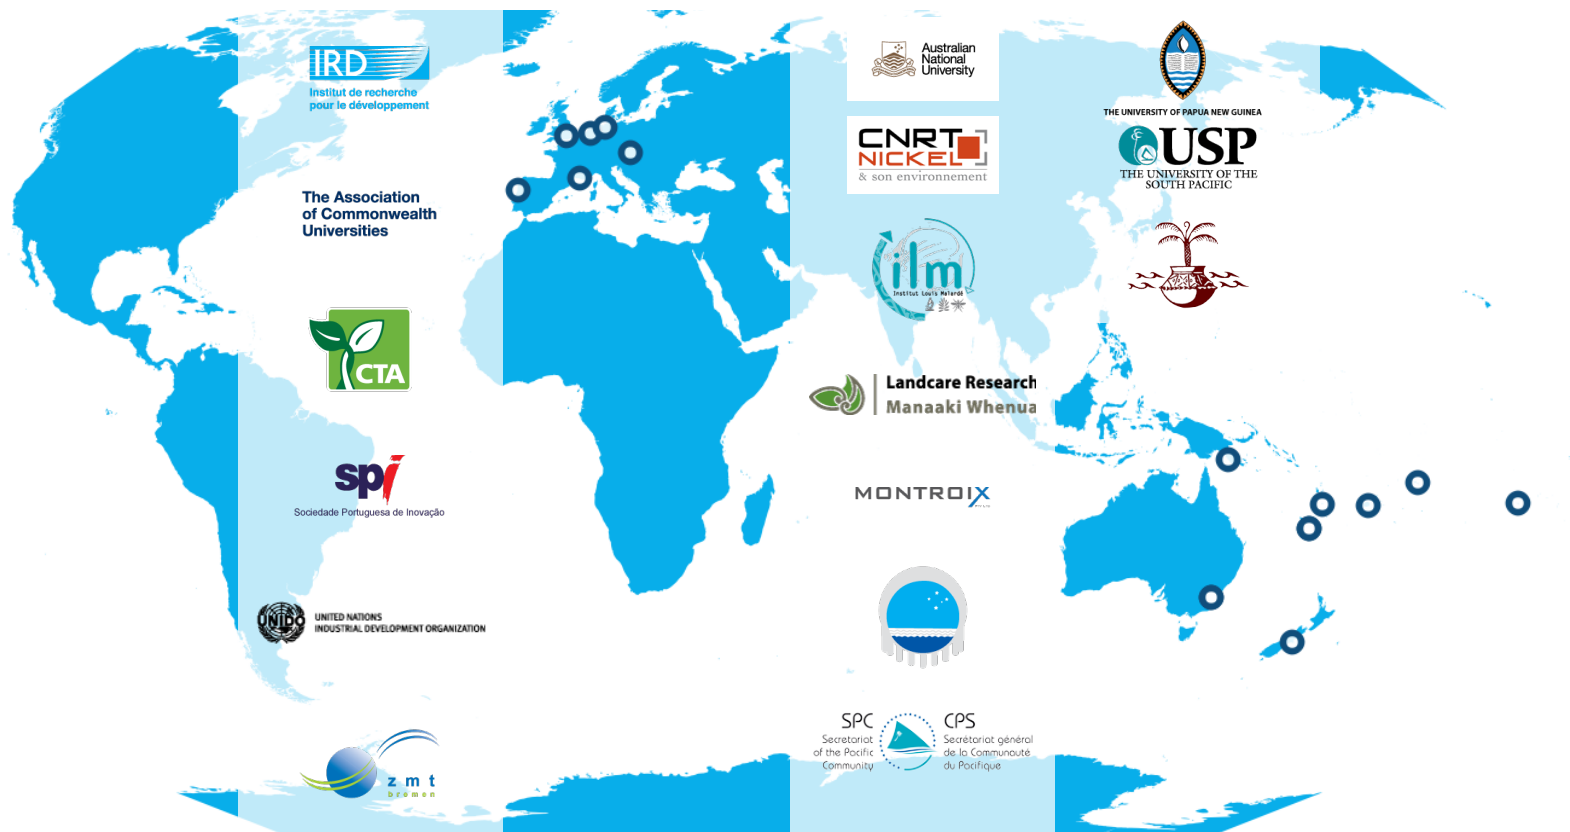 IRD
Institut de recherche
pour le développement
The Association
of Commonwealth
Universities
CTA
spi
Sociedade Portuguesa de Inovação
UNIDO
UNITED NATIONS
INDUSTRIAL DEVELOPMENT ORGANIZATION
zmt
bremen
Australian
National
University
CNRT
NICKEL
& son environnement
ilm
Institut Louis Malardé
Landcare Research
Manaaki Whenua
MONTROIX
SPC
Secretariat
of the Pacific
Community
CPS
Secrétariat général
de la Communauté
du Pacifique
THE UNIVERSITY OF PAPUA NEW GUINEA
USP
THE UNIVERSITY OF THE
SOUTH PACIFIC